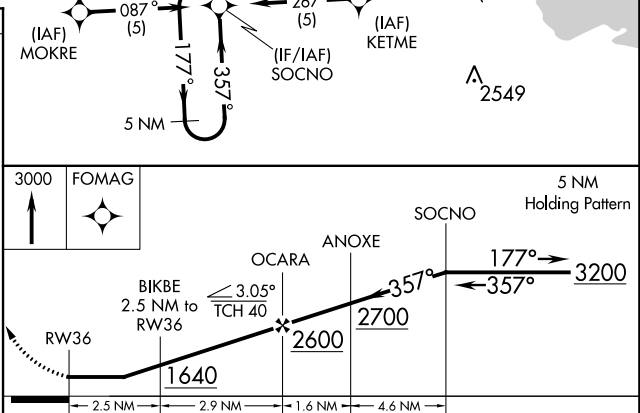 087°
(5)
267
(5)
(IAF)
MOKRE
(IAF)
KETME
(IF/IAF)
SOCNO
177°
357°
5 NM
2549
3000
FOMAG
5 NM
Holding Pattern
SOCNO
ANOXE
OCARA
177°
357°
3200
357°
BIKBE
2.5 NM to
RW36
3.05°
TCH 40
2700
2600
RW36
1640
2.5 NM
2.9 NM
1.6 NM
4.6 NM